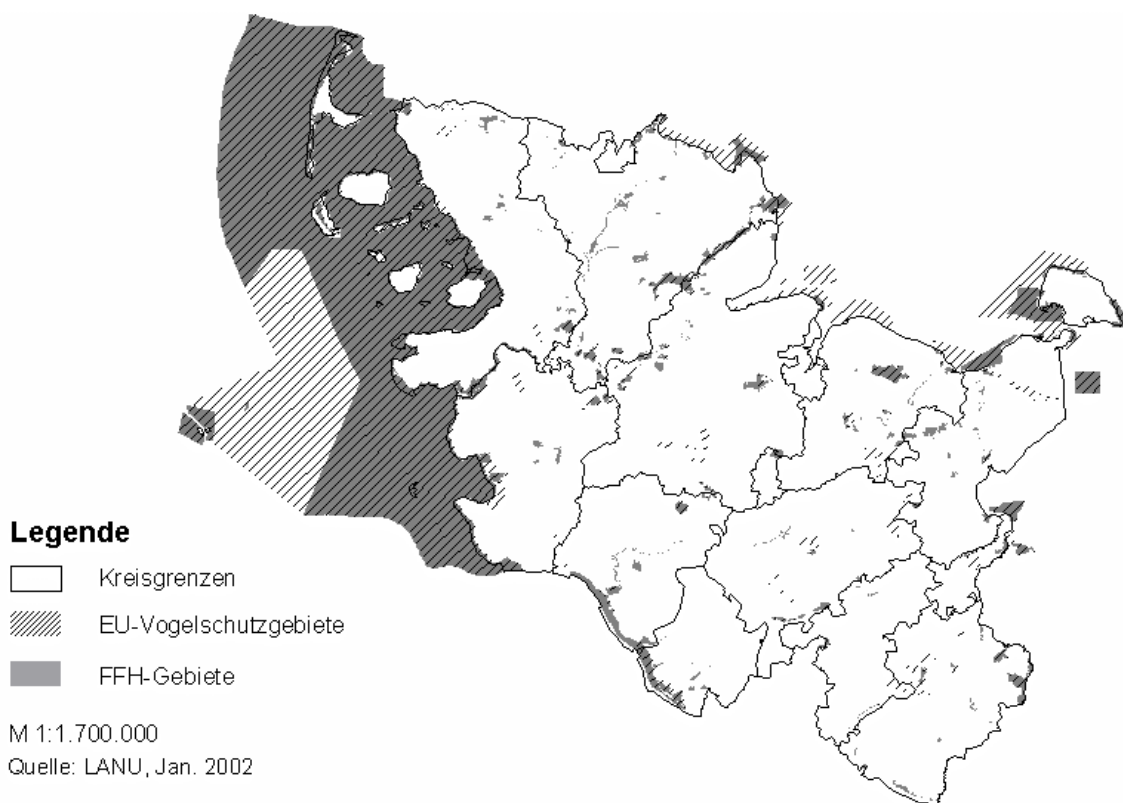 Legende
Kreisgrenzen
EU-Vogelschutzgebiete
FFH-Gebiete
M 1:1.700.000
Quelle: LANU, Jan. 2002